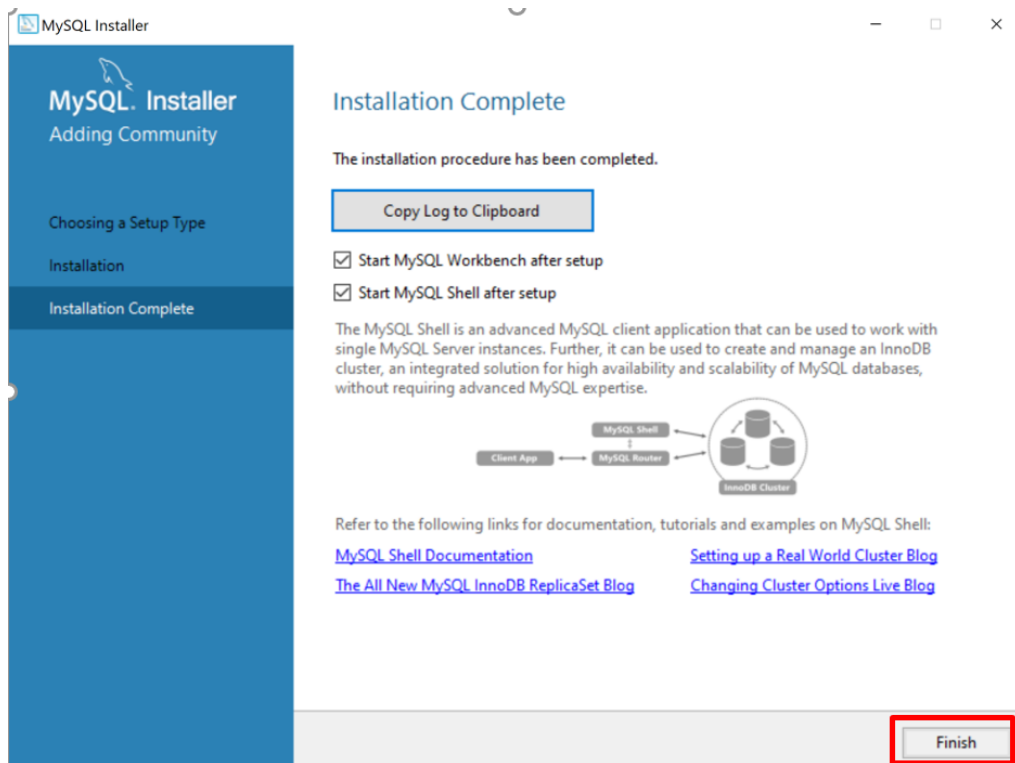 MySQL Installer
MySQL. Installer
Adding Community
Choosing a Setup Type
Installation
Installation Complete
Installation Complete
The installation procedure has been completed.
Copy Log to Clipboard
Start MySQL Workbench after setup
Start MySQL Shell after setup
The MySQL Shell is an advanced MySQL client application that can be used to work with
single MySQL Server instances. Further, it can be used to create and manage an InnoDB
cluster, an integrated solution for high availability and scalability of MySQL databases,
without requiring advanced MySQL expertise.
MySQL Shell
Client App
MySQL Router
InnoDB Cluster
Refer to the following links for documentation, tutorials and examples on MySQL Shell:
MySQL Shell Documentation
Setting up a Real World Cluster Blog
The All New MySQL InnoDB ReplicaSet Blog
Changing Cluster Options Live Blog
Finish